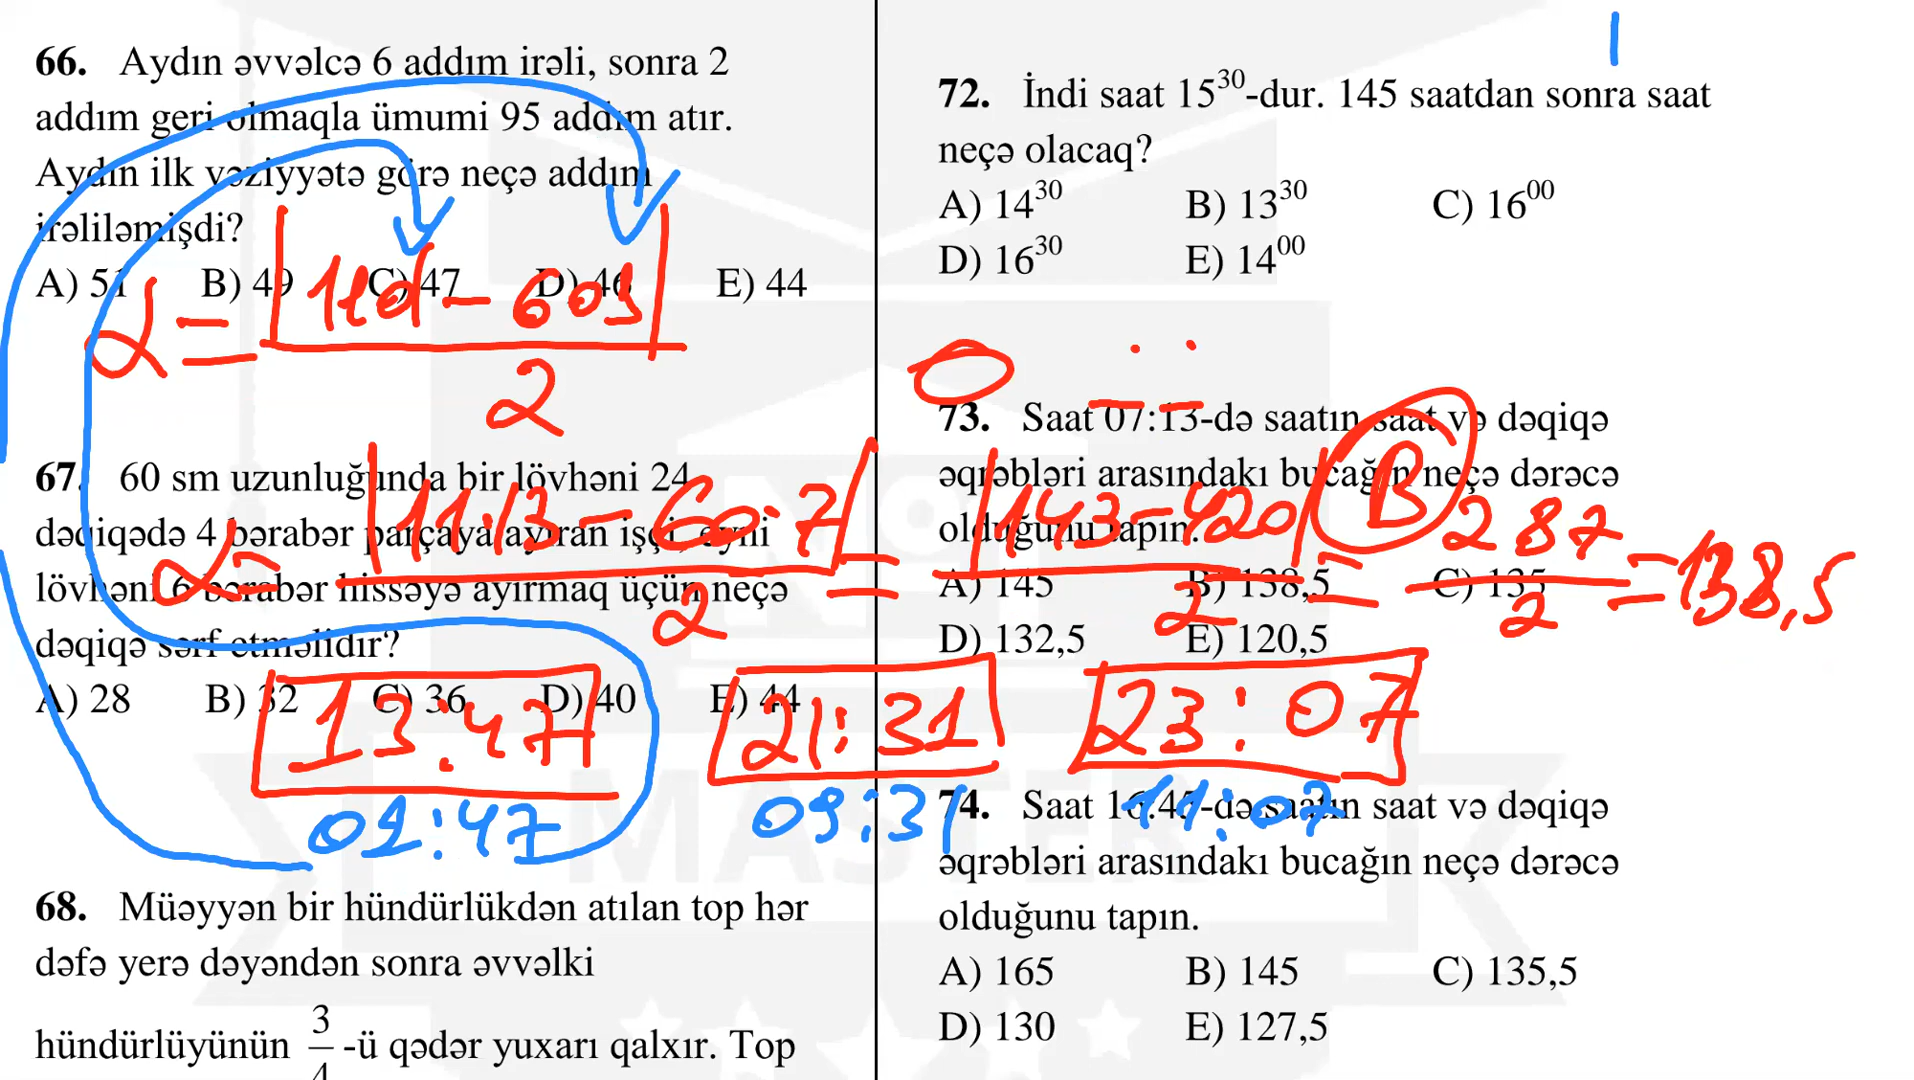 66. Aydın əvvəlcə 6 addım irəli, sonra 2
addım geri olmaqla ümumi 95 addım atır.
Aydın ilk vəziyyətə görə neçə addım
irəliləmişdi?
A) 51 B) 49 C) 47 D) 46 E) 44
α = |11d - 60s|
2
67. 60 sm uzunluğunda bir lövhəni 24
dəqiqədə 4 bərabər parçaya ayıran işçi, eyni
lövhəni 6 bərabər hissəyə ayırmaq üçün neçə
dəqiqə sərf etməlidir?
A) 28 B) 32 C) 36 D) 40 E) 44
α = |11·13 - 60·7| / 2 = |143 - 420| / 2 = 287 / 2 = 138,5
13:47 21:31 23:07
01:47 09:31 11:07
68. Müəyyən bir hündürlükdən atılan top hər
dəfə yerə dəyəndən sonra əvvəlki
hündürlüyünün 3/4 -ü qədər yuxarı qalxır. Top
72. İndi saat 15³⁰-dur. 145 saatdan sonra saat
neçə olacaq?
A) 14³⁰ B) 13³⁰ C) 16⁰⁰
D) 16³⁰ E) 14⁰⁰
73. Saat 07:13-də saatın saat və dəqiqə
əqrəbləri arasındakı bucağın neçə dərəcə
olduğunu tapın.
B
A) 145 B) 138,5 C) 135
D) 132,5 E) 120,5
74. Saat 16:45-də saatın saat və dəqiqə
əqrəbləri arasındakı bucağın neçə dərəcə
olduğunu tapın.
A) 165 B) 145 C) 135,5
D) 130 E) 127,5
MASTER